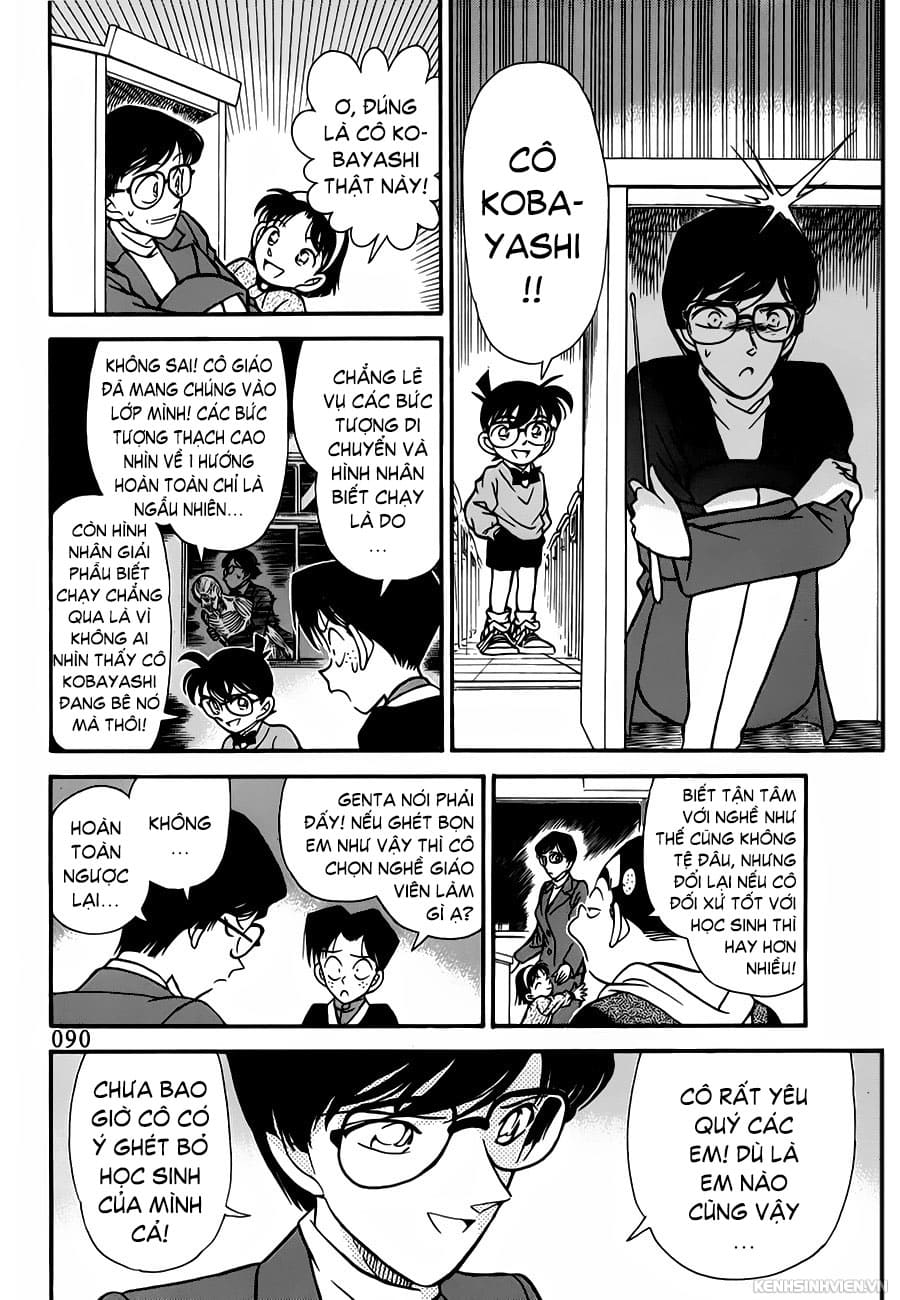 CÔ
KOBA-
YASHI
!!
Ơ, ĐÚNG
LÀ CÔ KO-
BAYASHI
THẬT NÀY!
CHẲNG LẼ
VỤ CÁC BỨC
TƯỢNG DI
CHUYỂN VÀ
HÌNH NHÂN
BIẾT CHẠY
LÀ DO
...
KHÔNG SAI! CÔ GIÁO
ĐÃ MANG CHÚNG VÀO
LỚP MÌNH! CÁC BỨC
TƯỢNG THẠCH CAO
NHÌN VỀ 1 HƯỚNG
HOÀN TOÀN CHỈ LÀ
NGẪU NHIÊN...
CÒN HÌNH
NHÂN GIẢI
PHẪU BIẾT
CHẠY CHẲNG
QUA LÀ VÌ
KHÔNG AI
NHÌN THẤY CÔ
KOBAYASHI
ĐANG BÊ NÓ
MÀ THÔI!
BIẾT TẬN TÂM
VỚI NGHỀ NHƯ
THẾ CŨNG KHÔNG
TỆ ĐÂU, NHƯNG
ĐỔI LẠI NẾU CÔ
ĐỐI XỬ TỐT VỚI
HỌC SINH THÌ
HAY HƠN
NHIỀU!
GENTA NÓI PHẢI
ĐẤY! NẾU GHÉT BỌN
EM NHƯ VẬY THÌ CÔ
CHỌN NGHỀ GIÁO
VIÊN LÀM
GÌ Ạ?
KHÔNG
...
HOÀN
TOÀN
NGƯỢC
LẠI...
090
CÔ RẤT YÊU
QUÝ CÁC
EM! DÙ LÀ
EM NÀO
CŨNG VẬY
...
CHƯA BAO
GIỜ CÔ CÓ
Ý GHÉT BỎ
HỌC SINH
CỦA MÌNH
CẢ!
KENHSINHVIEN.VN